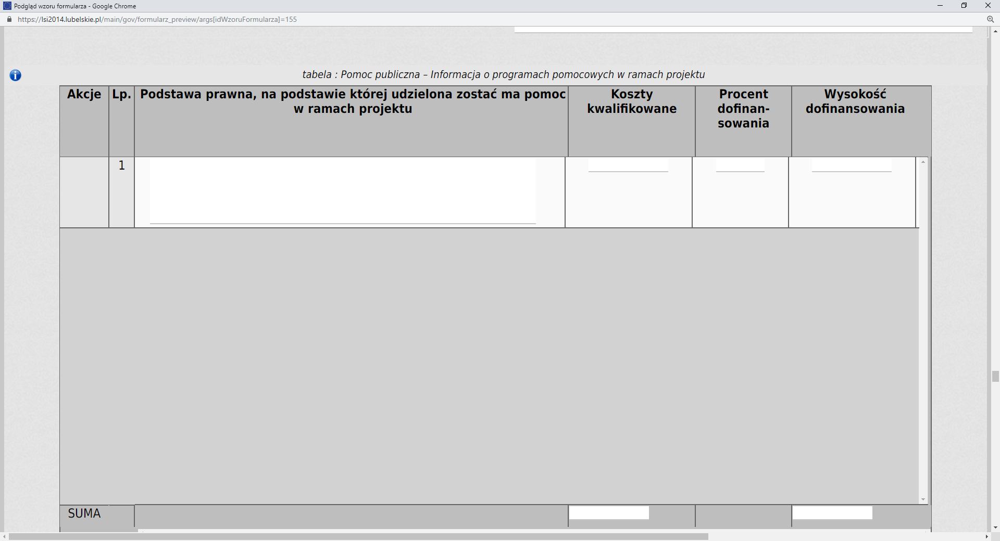 Podgląd wzoru formularza - Google Chrome
https://lsi2014.lubelskie.pl/main/gov/formularz_preview/args[idWzoruFormularza]=155
tabela : Pomoc publiczna – Informacja o programach pomocowych w ramach projektu
Akcje
Lp.
Podstawa prawna, na podstawie której udzielona zostać ma pomoc
w ramach projektu
Koszty
kwalifikowane
Procent
dofinan-
sowania
Wysokość
dofinansowania
1
SUMA